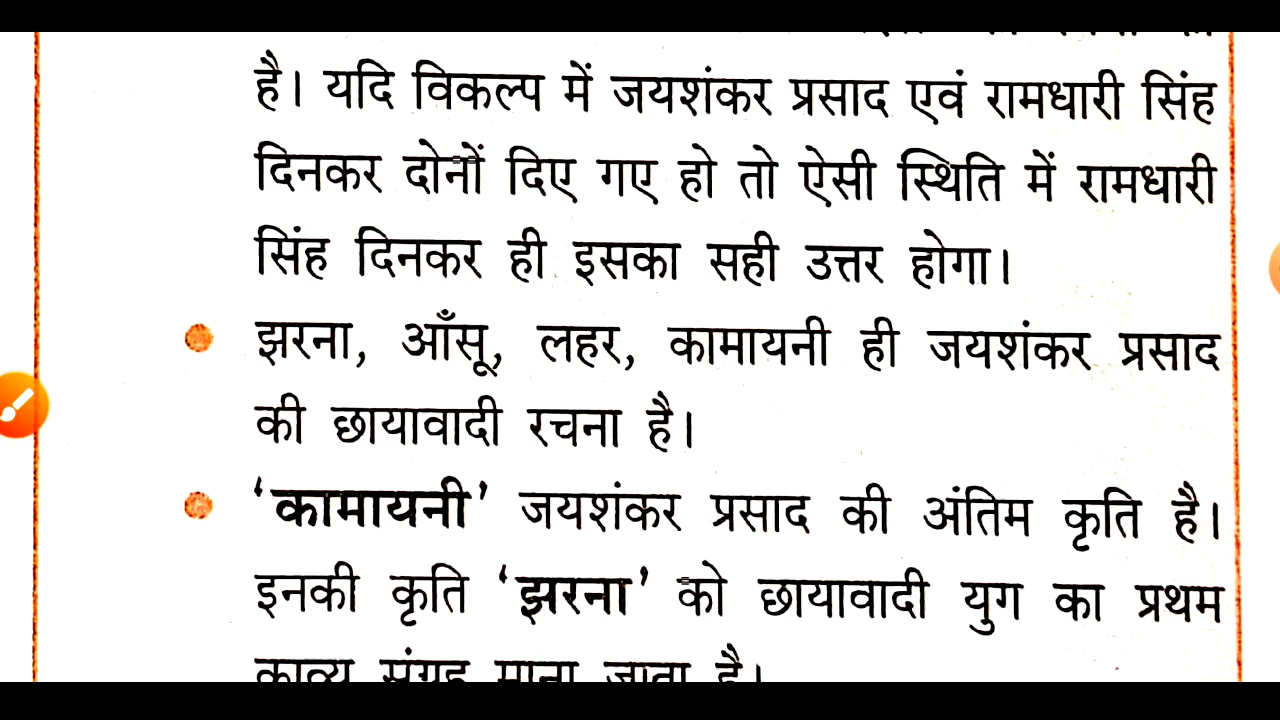 है। यदि विकल्प में जयशंकर प्रसाद एवं रामधारी सिंह
दिनकर दोनों दिए गए हो तो ऐसी स्थिति में रामधारी
सिंह दिनकर ही इसका सही उत्तर होगा।
झरना, आँसू, लहर, कामायनी ही जयशंकर प्रसाद
की छायावादी रचना है।
‘कामायनी’ जयशंकर प्रसाद की अंतिम कृति है।
इनकी कृति ‘झरना’ को छायावादी युग का प्रथम
काव्य संग्रह माना जाता है।